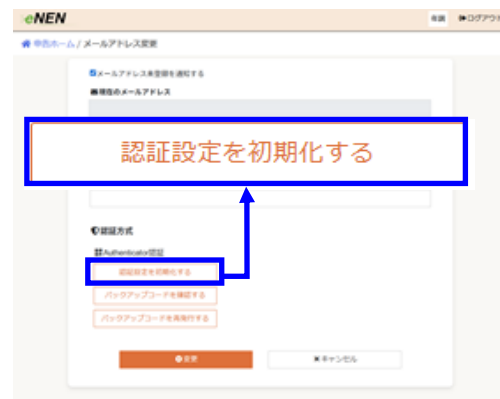 eNEN
ログアウト
申告ホーム / メールアドレス変更
メールアドレス未登録を通知する
現在のメールアドレス
認証設定を初期化する
認証方式
Authenticator認証
認証設定を初期化する
バックアップコードを確認する
バックアップコードを再発行する
変更
キャンセル